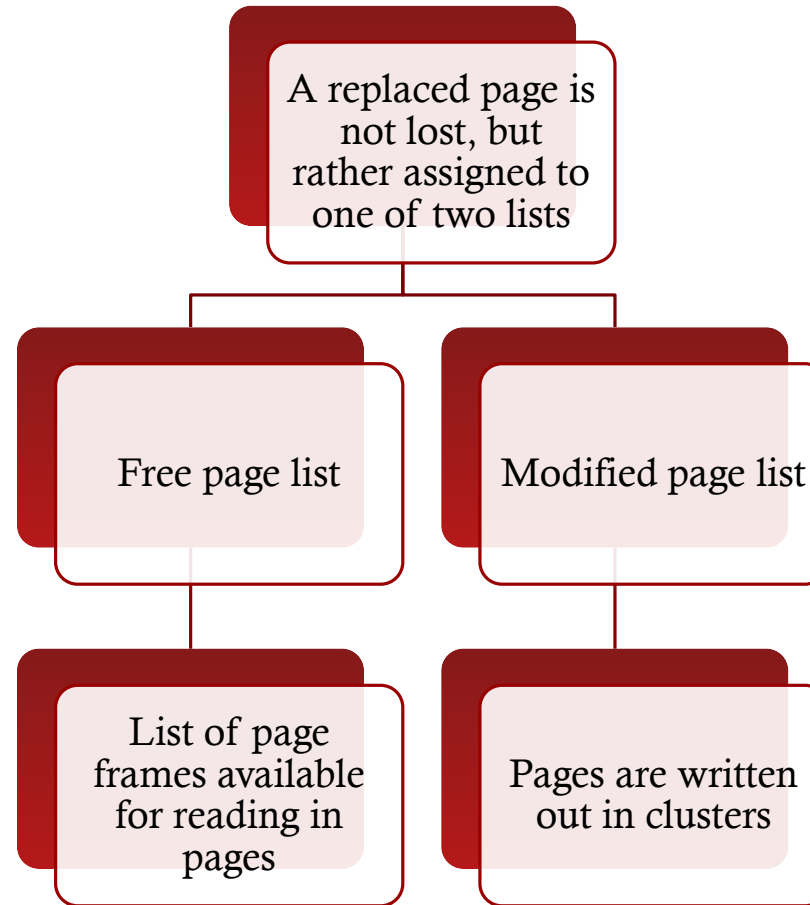 A replaced page is
not lost, but
rather assigned to
one of two lists
Free page list
Modified page list
List of page
frames available
for reading in
pages
Pages are written
out in clusters